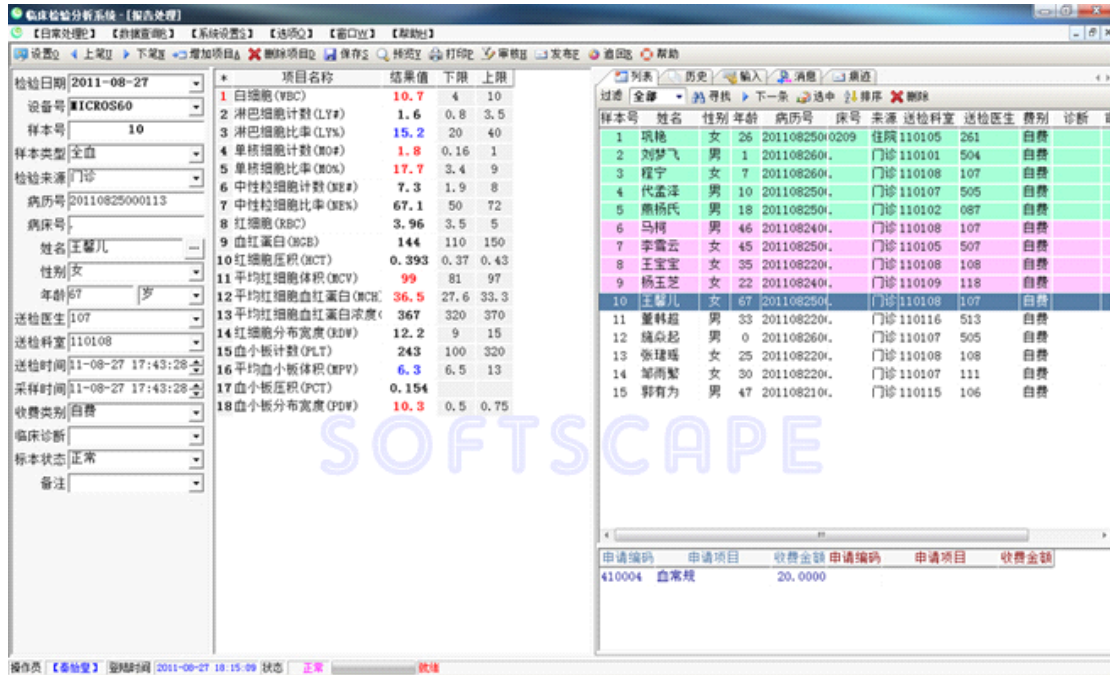 临床检验分析系统 - [报告处理]
【日常处理P】 【数据查询B】 【系统设置S】 【选项O】 【窗口W】 【帮助H】
设置O 上笔U 下笔N 增加项目A 删除项目D 保存S 预览Y 打印P 审核H 发布F 追回B 帮助
检验日期 2011-08-27
设备号 MICROS60
样本号 10
样本类型 全血
检验来源 门诊
病历号 20110825000113
病床号 .
姓名 王馨儿 ...
性别 女
年龄 67 岁
送检医生 107
送检科室 110108
送检时间 11-08-27 17:43:28
采样时间 11-08-27 17:43:28
收费类别 自费
临床诊断
标本状态 正常
备注
* 项目名称 结果值 下限 上限
1 白细胞(WBC) 10.7 4 10
2 淋巴细胞计数(LY#) 1.6 0.8 3.5
3 淋巴细胞比率(LY%) 15.2 20 40
4 单核细胞计数(MO#) 1.8 0.16 1
5 单核细胞比率(MO%) 17.7 3.4 9
6 中性粒细胞计数(NE#) 7.3 1.9 8
7 中性粒细胞比率(NE%) 67.1 50 72
8 红细胞(RBC) 3.96 3.5 5
9 血红蛋白(HGB) 144 110 150
10 红细胞压积(HCT) 0.393 0.37 0.43
11 平均红细胞体积(MCV) 99 81 97
12 平均红细胞血红蛋白(MCH) 36.5 27.6 33.3
13 平均红细胞血红蛋白浓度( 367 320 370
14 红细胞分布宽度(RDW) 12.2 9 15
15 血小板计数(PLT) 243 100 320
16 平均血小板体积(MPV) 6.3 6.5 13
17 血小板压积(PCT) 0.154
18 血小板分布宽度(PDW) 10.3 0.5 0.75
SOFTSCAPE
列表 历史 输入 消息 痕迹
过滤 全部 寻找 下一条 选中 排序 删除
样本号 姓名 性别 年龄 病历号 床号 来源 送检科室 送检医生 费别 诊断
1 巩艳 女 26 2011082500 0209 住院 110105 261 自费
2 刘梦飞 男 1 201108260 门诊 110101 504 自费
3 程宁 女 7 201108260 门诊 110108 107 自费
4 代孟泽 男 10 201108250 门诊 110107 505 自费
5 熊杨氏 男 18 201108250 门诊 110102 087 自费
6 马柯 男 46 201108240 门诊 110108 107 自费
7 李雪云 女 45 201108250 门诊 110105 507 自费
8 王宝宝 女 35 201108220 门诊 110108 108 自费
9 杨玉芝 女 22 201108240 门诊 110109 118 自费
10 王馨儿 女 67 201108250 门诊 110108 107 自费
11 董韩超 男 33 201108220 门诊 110116 513 自费
12 男 0 201108260 门诊 110107 505 自费
13 张珺瑶 女 25 201108220 门诊 110108 108 自费
14 邹雨繁 女 30 201108220 门诊 110107 111 自费
15 郭有为 男 47 201108210 门诊 110115 106 自费
申请编码 申请项目 收费金额 申请编码 申请项目 收费金额
410004 血常规 20.0000
操作员 【秦怡堂】 登陆时间 2011-08-27 18:15:09 状态 正常 就绪